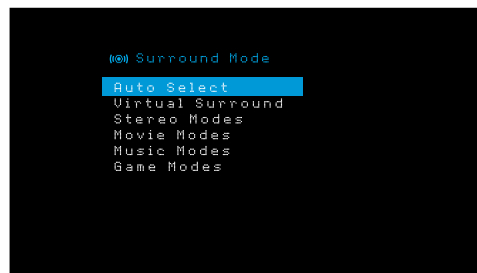 Surround Mode
Auto Select
Virtual Surround
Stereo Modes
Movie Modes
Music Modes
Game Modes